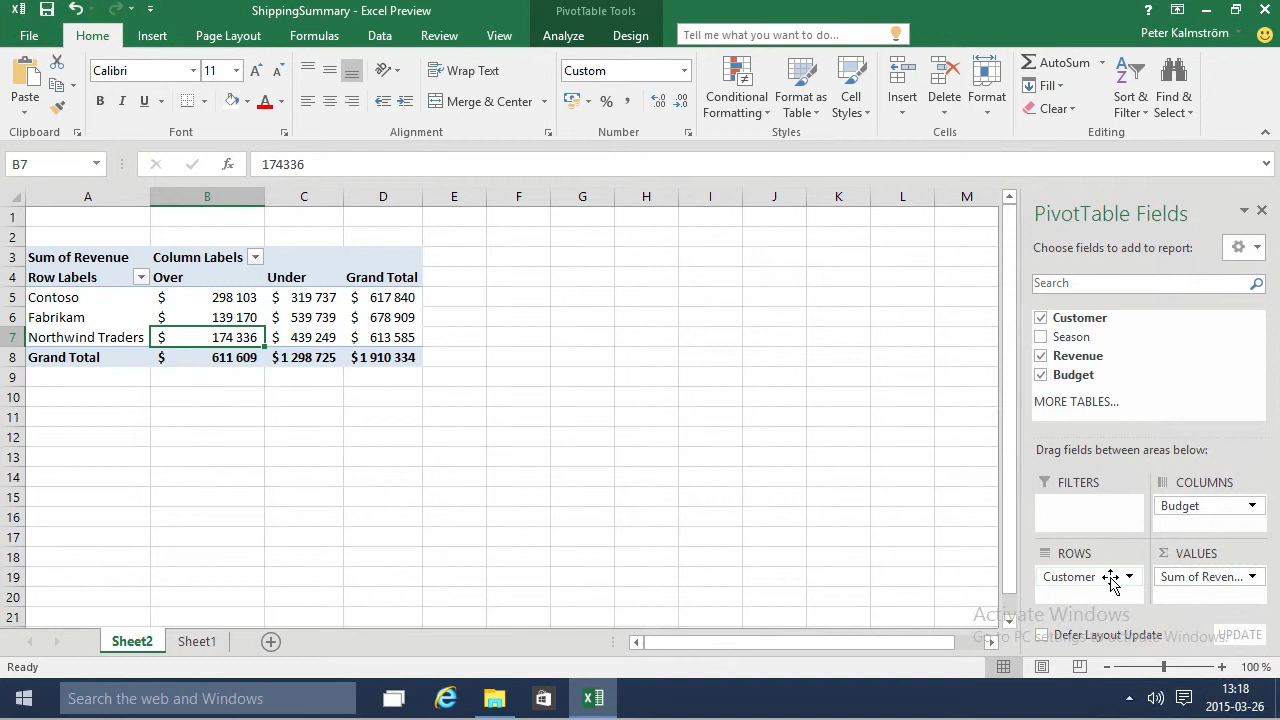 ShippingSummary - Excel Preview
PivotTable Tools
?
File
Home
Insert
Page Layout
Formulas
Data
Review
View
Analyze
Design
Tell me what you want to do...
Peter Kalmström
Paste
Calibri
11
Wrap Text
Merge & Center
Custom
Conditional Formatting
Format as Table
Cell Styles
Insert
Delete
Format
AutoSum
Fill
Clear
Sort & Filter
Find & Select
B I U
A A
%
Clipboard
Font
Alignment
Number
Styles
Cells
Editing
B7
fx
174336
A B C D E F G H I J K L M
1
2
3 Sum of Revenue Column Labels
4 Row Labels Over Under Grand Total
5 Contoso $ 298 103 $ 319 737 $ 617 840
6 Fabrikam $ 139 170 $ 539 739 $ 678 909
7 Northwind Traders $ 174 336 $ 439 249 $ 613 585
8 Grand Total $ 611 609 $ 1 298 725 $ 1 910 334
9
10
11
12
13
14
15
16
17
18
19
20
21
PivotTable Fields
Choose fields to add to report:
Search
Customer
Season
Revenue
Budget
MORE TABLES...
Drag fields between areas below:
FILTERS
COLUMNS
Budget
ROWS
VALUES
Customer
Sum of Reven...
Activate Windows
Go to PC settings to activate Windows.
Defer Layout Update
UPDATE
Sheet2
Sheet1
Ready
100 %
Search the web and Windows
13:18
2015-03-26